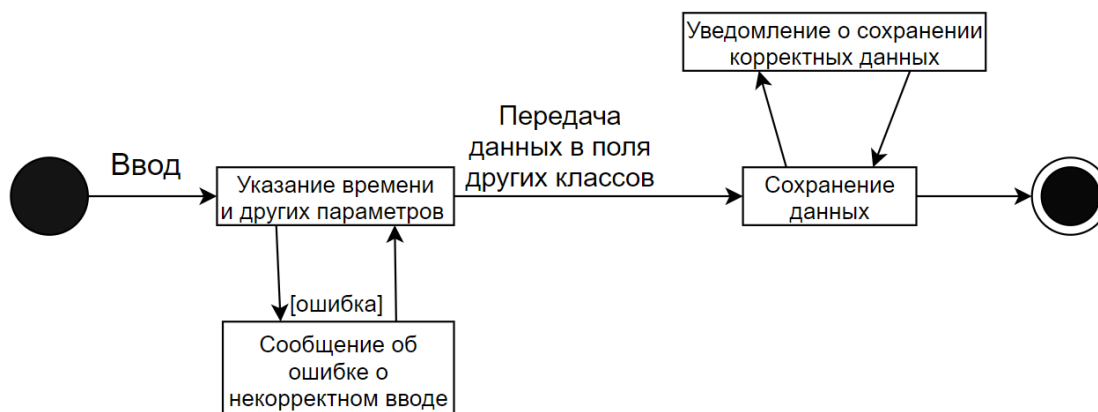 Уведомление о сохранении
корректных данных
Ввод
Передача
данных в поля
других классов
Указание времени
и других параметров
Сохранение
данных
[ошибка]
Сообщение об
ошибке о
некорректном вводе